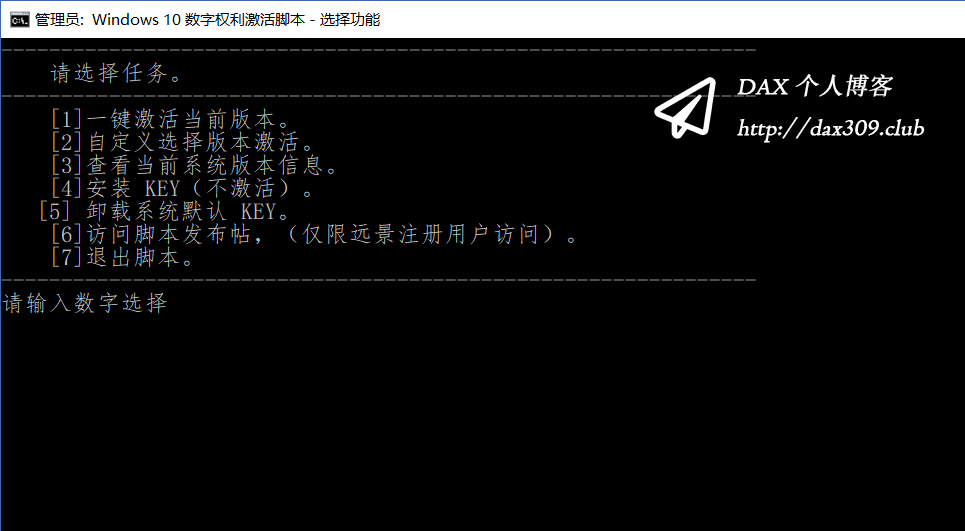 管理员: Windows 10 数字权利激活脚本 - 选择功能
请选择任务。
DAX 个人博客
http://dax309.club
[1]一键激活当前版本。
[2]自定义选择版本激活。
[3]查看当前系统版本信息。
[4]安装 KEY（不激活）。
[5] 卸载系统默认 KEY。
[6]访问脚本发布帖，（仅限远景注册用户访问）。
[7]退出脚本。
请输入数字选择